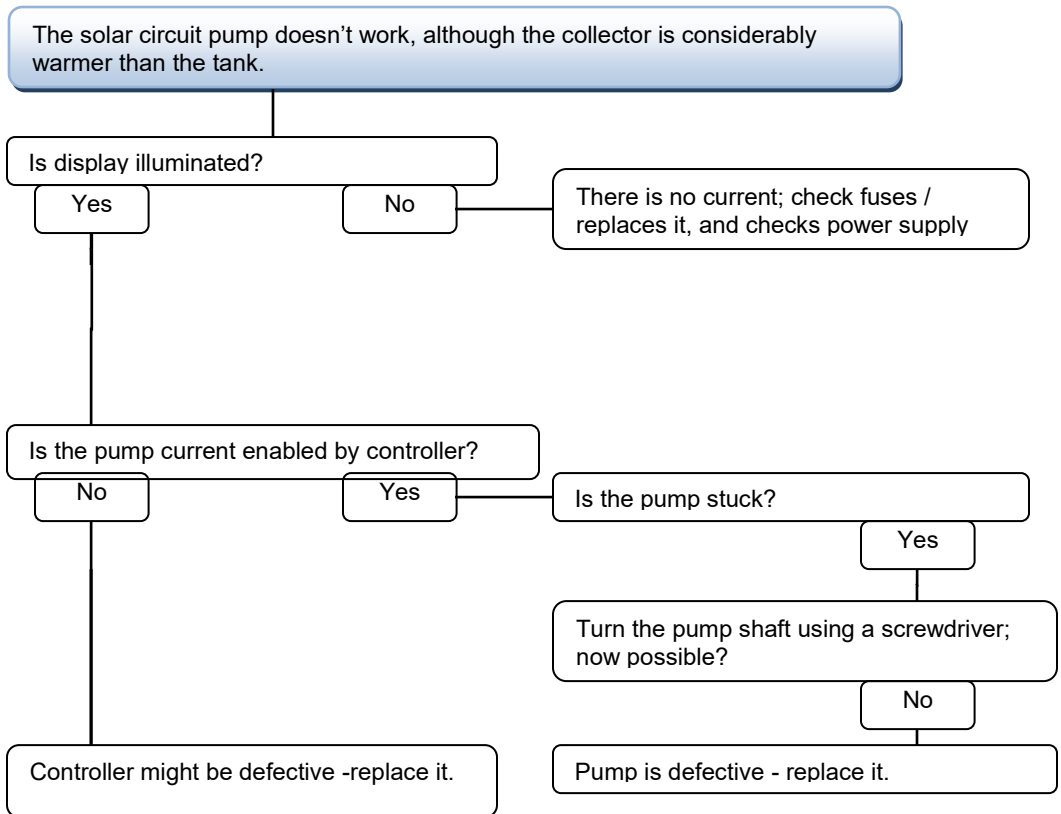 The solar circuit pump doesn’t work, although the collector is considerably
warmer than the tank.
Is display illuminated?
Yes
No
There is no current; check fuses /
replaces it, and checks power supply
Is the pump current enabled by controller?
No
Yes
Is the pump stuck?
Yes
Turn the pump shaft using a screwdriver;
now possible?
No
Controller might be defective -replace it.
Pump is defective - replace it.